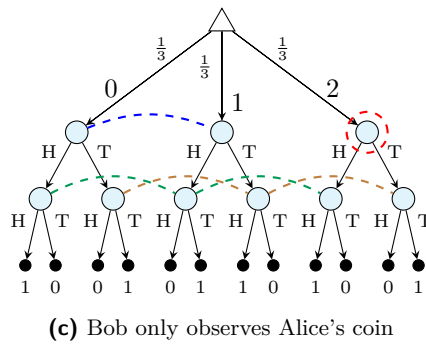 1/3 1/3 1/3
0 1 2
H T H T H T
H T H T H T H T H T H T
1 0 0 1 0 1 1 0 1 0 0 1
(c) Bob only observes Alice's coin